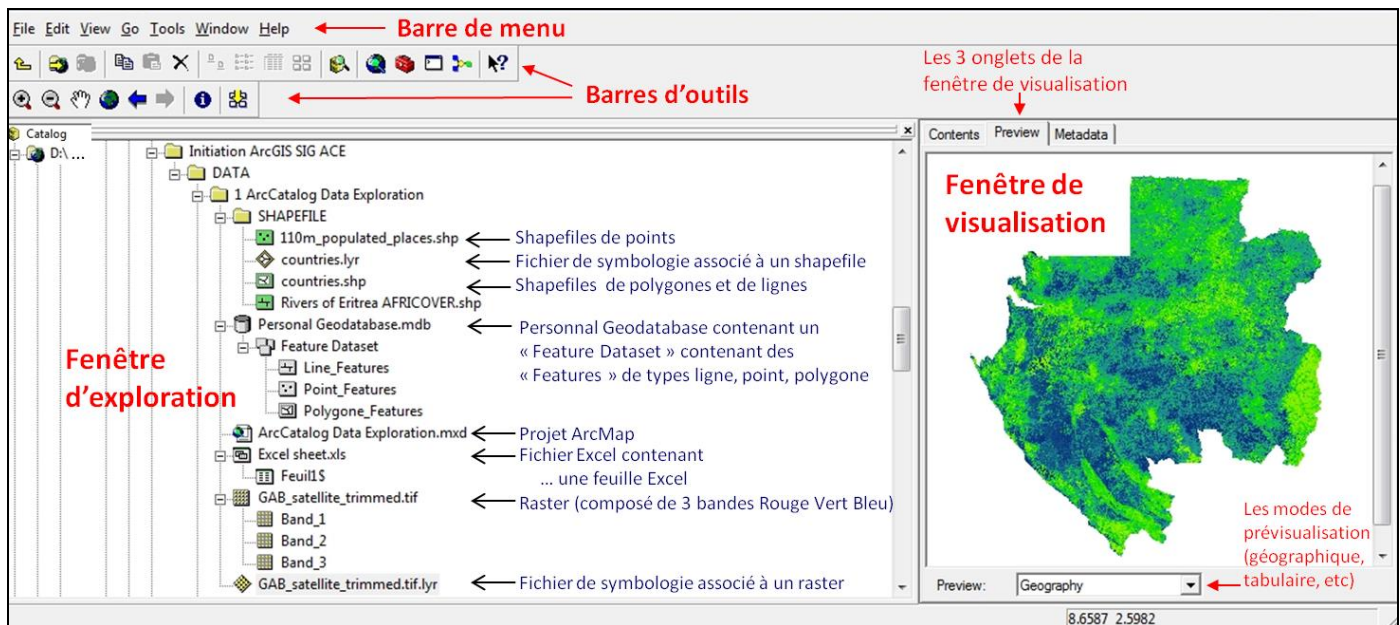 File Edit View Go Tools Window Help
Barre de menu
Barres d'outils
Les 3 onglets de la
fenêtre de visualisation
Catalog
D:\ ...
Initiation ArcGIS SIG ACE
DATA
1 ArcCatalog Data Exploration
SHAPEFILE
110m_populated_places.shp
Shapefiles de points
countries.lyr
Fichier de symbologie associé à un shapefile
countries.shp
Shapefiles de polygones et de lignes
Rivers of Eritrea AFRICOVER.shp
Personal Geodatabase.mdb
Personnal Geodatabase contenant un
Feature Dataset
« Feature Dataset » contenant des
Line_Features
« Features » de types ligne, point, polygone
Point_Features
Polygone_Features
Fenêtre
d'exploration
ArcCatalog Data Exploration.mxd
Projet ArcMap
Excel sheet.xls
Fichier Excel contenant
Feuil1$
... une feuille Excel
GAB_satellite_trimmed.tif
Raster (composé de 3 bandes Rouge Vert Bleu)
Band_1
Band_2
Band_3
GAB_satellite_trimmed.tif.lyr
Fichier de symbologie associé à un raster
Contents Preview Metadata
Fenêtre de
visualisation
Les modes de
prévisualisation
(géographique,
tabulaire, etc)
Preview: Geography
8.6587 2.5982